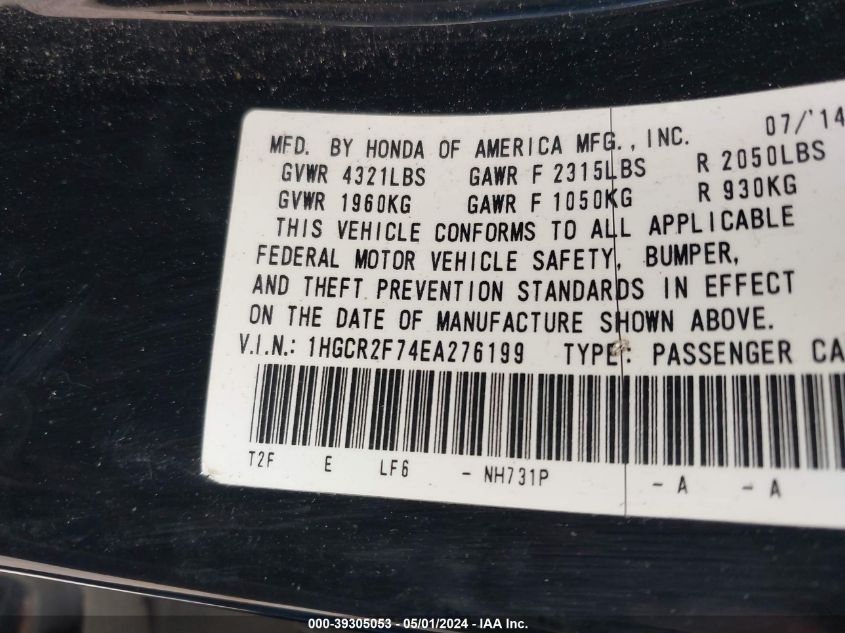 MFD. BY HONDA OF AMERICA MFG., INC. 07/'14
GVWR 4321LBS GAWR F 2315LBS R 2050LBS
GVWR 1960KG GAWR F 1050KG R 930KG
THIS VEHICLE CONFORMS TO ALL APPLICABLE
FEDERAL MOTOR VEHICLE SAFETY, BUMPER,
AND THEFT PREVENTION STANDARDS IN EFFECT
ON THE DATE OF MANUFACTURE SHOWN ABOVE.
V.I.N.: 1HGCR2F74EA276199 TYPE: PASSENGER CA
T2F E LF6 - NH731P - A - A
000-39305053 - 05/01/2024 - IAA Inc.